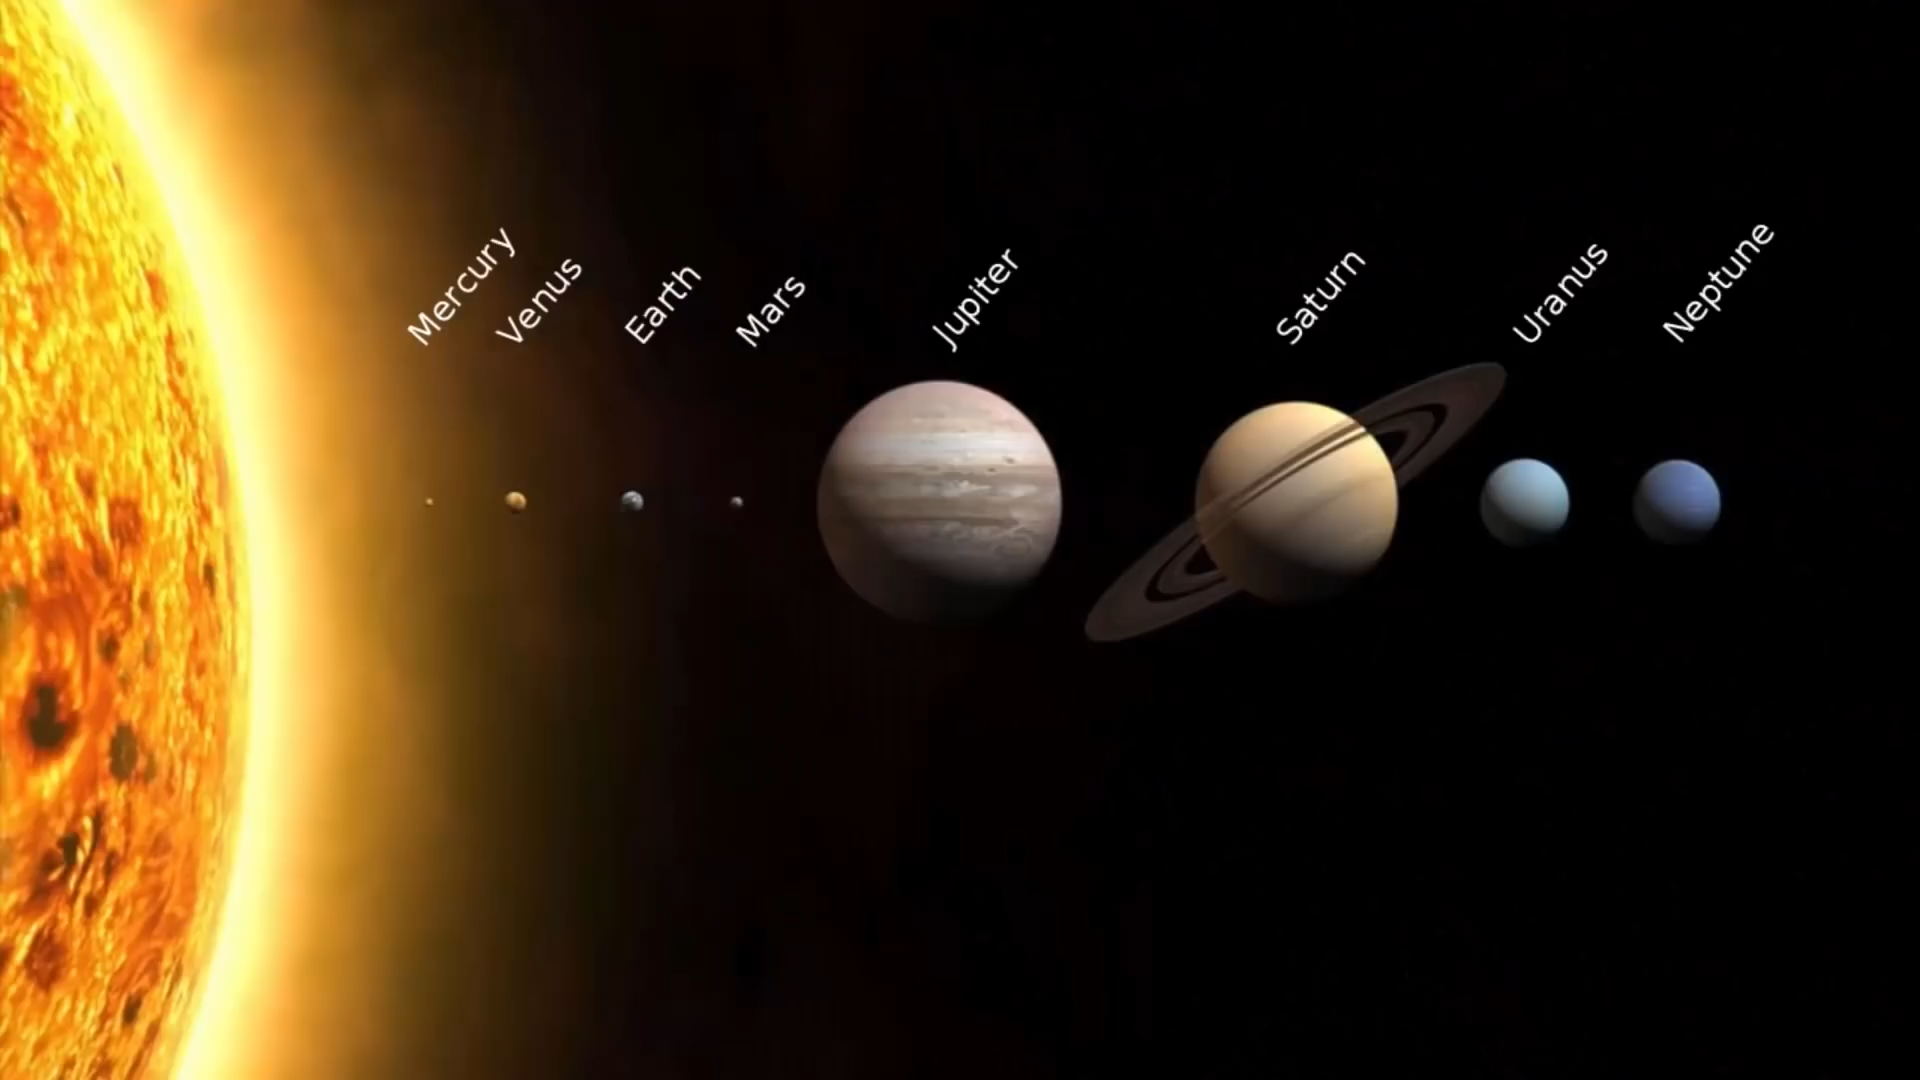 Mercury
Venus
Earth
Mars
Jupiter
Saturn
Uranus
Neptune